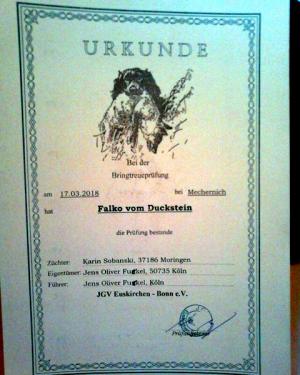 URKUNDE
Bei der
Bringtreueprüfung
am 17.03.2018 bei Mechernich
hat
Falko vom Duckstein
die Prüfung bestande
Züchter: Karin Sobanski, 37186 Moringen
Eigentümer: Jens Oliver Fugkel, 50735 Köln
Führer: Jens Oliver Fugkel, Köln
JGV Euskirchen - Bonn e.V.